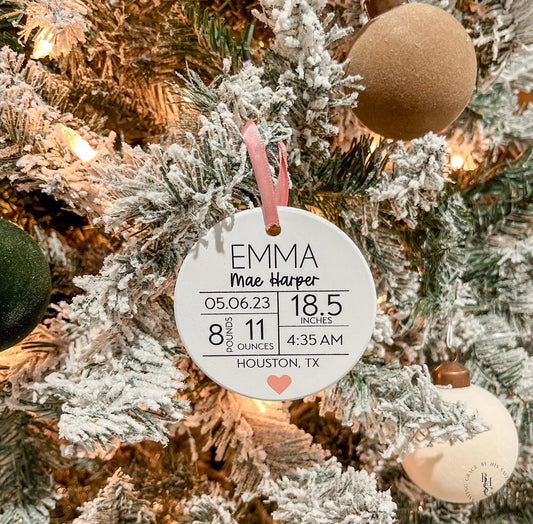 EMMA
Mae Harper
05.06.23
18.5
INCHES
8 POUNDS 11 OUNCES
4:35 AM
HOUSTON, TX